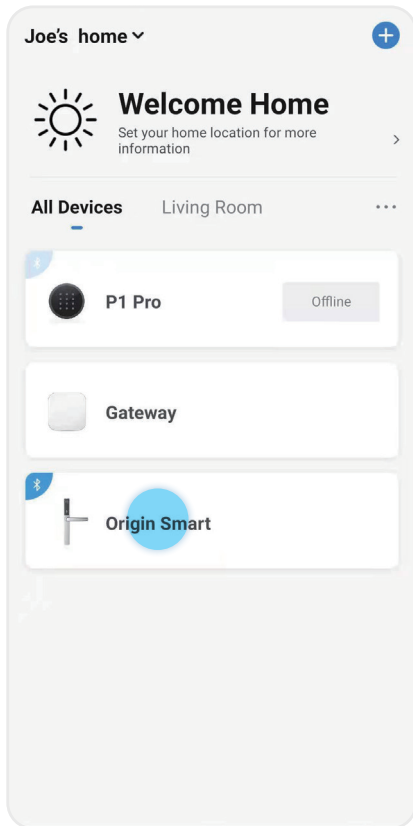 Joe's home
Welcome Home
Set your home location for more
information
All Devices Living Room
P1 Pro Offline
Gateway
Origin Smart